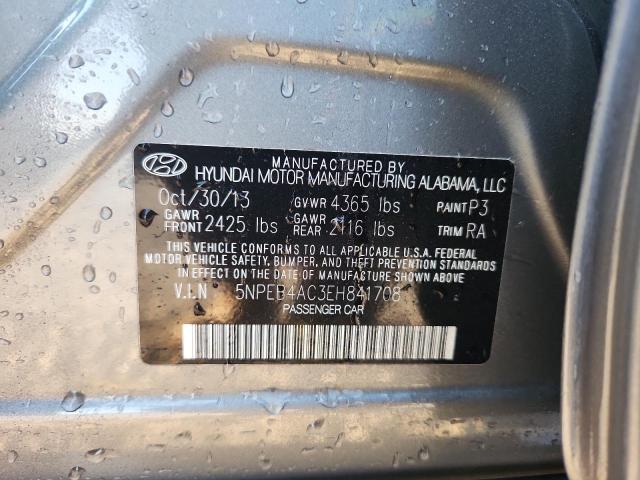 MANUFACTURED BY
HYUNDAI MOTOR MANUFACTURING ALABAMA, LLC
Oct/30/13 GVWR 4365 lbs PAINT P3
GAWR FRONT 2425 lbs GAWR REAR 2116 lbs TRIM RA
THIS VEHICLE CONFORMS TO ALL APPLICABLE U.S.A. FEDERAL
MOTOR VEHICLE SAFETY, BUMPER, AND THEFT PREVENTION STANDARDS
IN EFFECT ON THE DATE OF MANUFACTURE SHOWN ABOVE
V.I.N 5NPEB4AC3EH841708
PASSENGER CAR